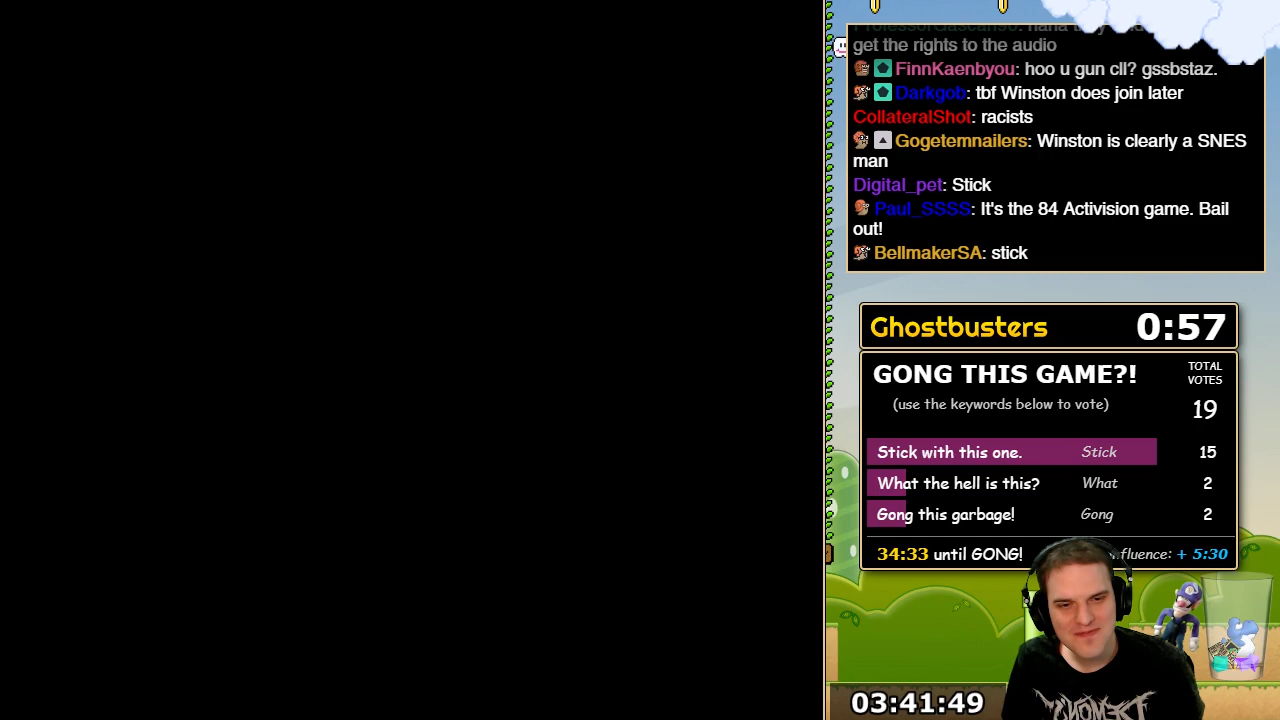 get the rights to the audio
FinnKaenbyou: hoo u gun cll? gssbstaz.
Darkgob: tbf Winston does join later
CollateralShot: racists
Gogetemnailers: Winston is clearly a SNES
man
Digital_pet: Stick
Paul_SSSS: It's the 84 Activision game. Bail
out!
BellmakerSA: stick
Ghostbusters 0:57
GONG THIS GAME?! TOTAL
VOTES
(use the keywords below to vote) 19
Stick with this one. Stick 15
What the hell is this? What 2
Gong this garbage! Gong 2
34:33 until GONG! fluence: + 5:30
03:41:49